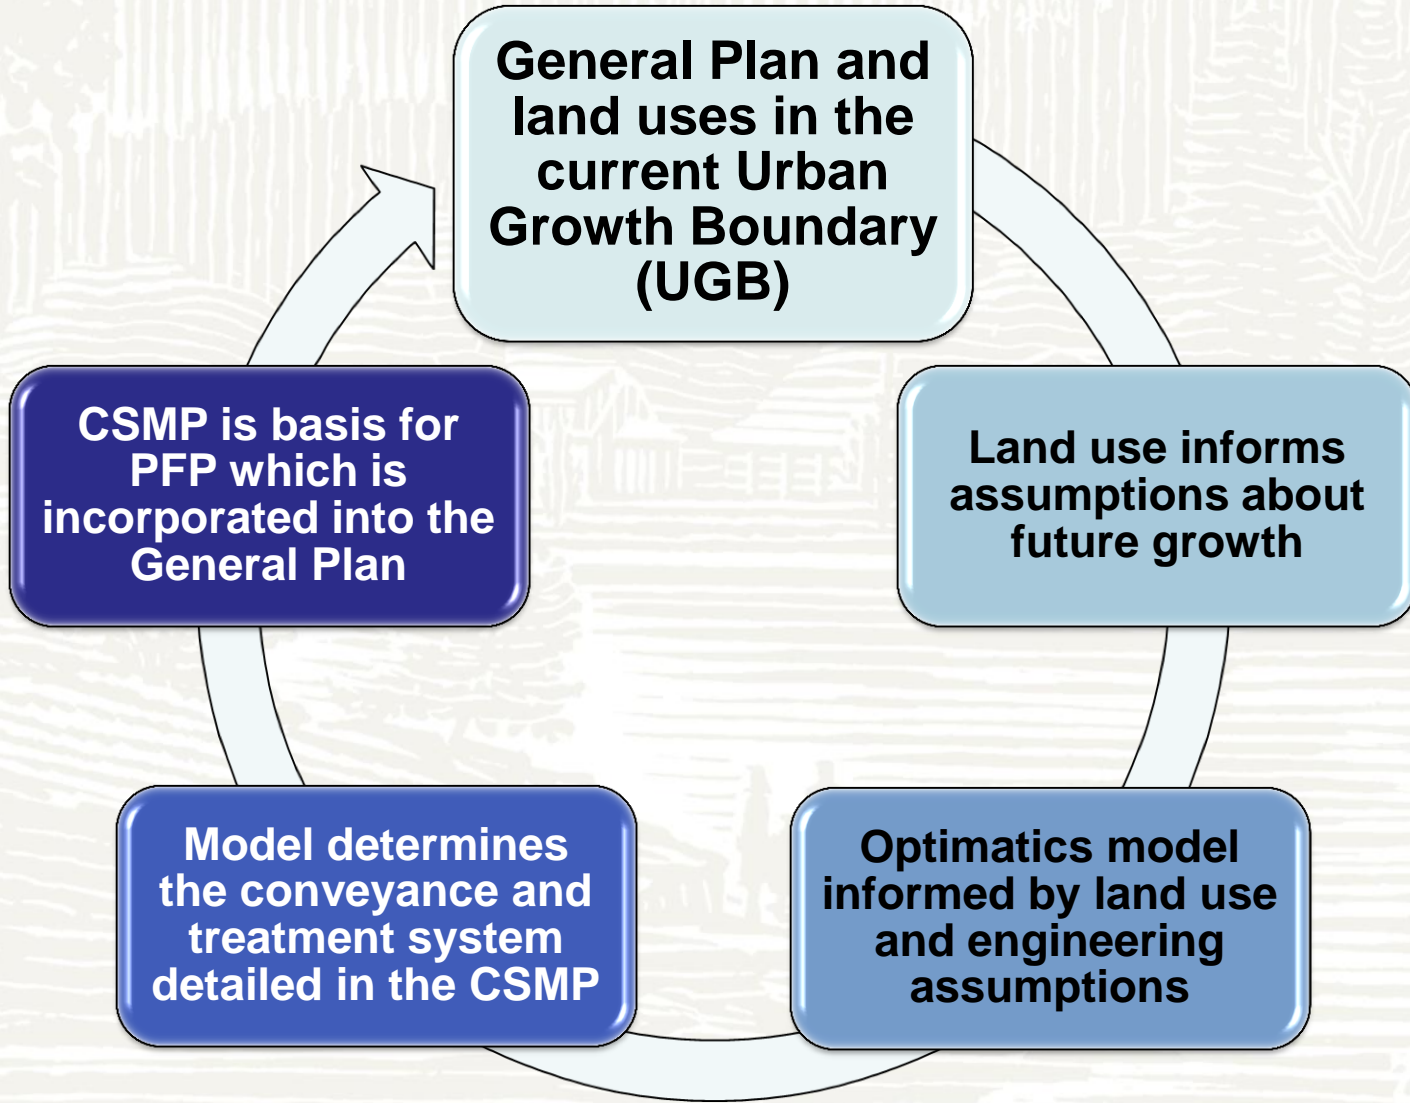 General Plan and
land uses in the
current Urban
Growth Boundary
(UGB)
Land use informs
assumptions about
future growth
Optimatics model
informed by land use
and engineering
assumptions
Model determines
the conveyance and
treatment system
detailed in the CSMP
CSMP is basis for
PFP which is
incorporated into the
General Plan